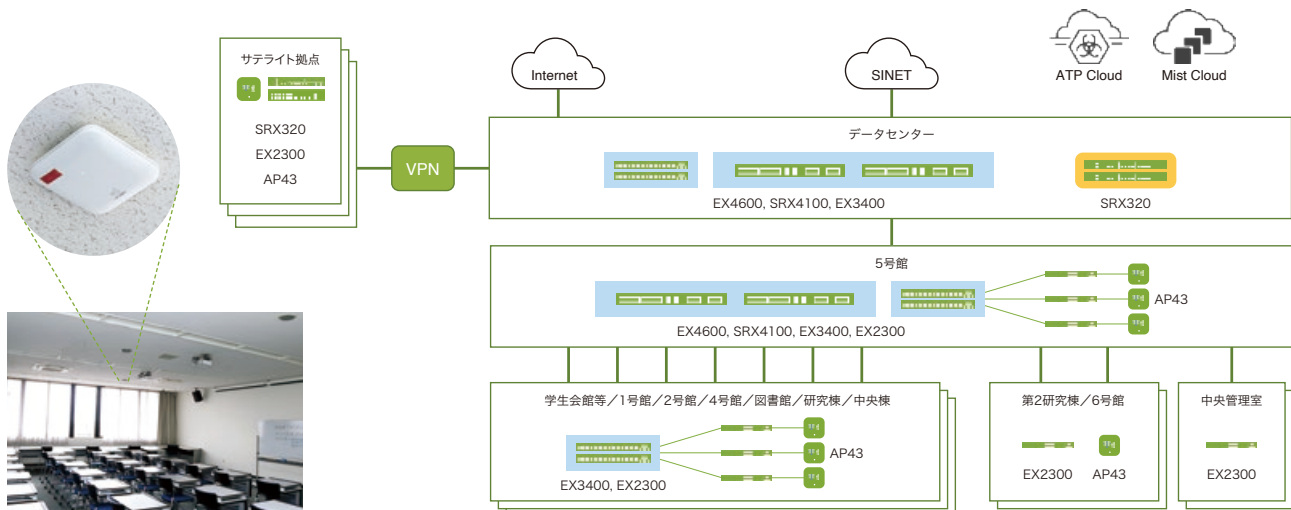 サテライト拠点
SRX320
EX2300
AP43
VPN
Internet
SINET
ATP Cloud
Mist Cloud
データセンター
EX4600, SRX4100, EX3400
SRX320
5号館
AP43
EX4600, SRX4100, EX3400, EX2300
学生会館等／1号館／2号館／4号館／図書館／研究棟／中央棟
AP43
EX3400, EX2300
第2研究棟／6号館
EX2300
AP43
中央管理室
EX2300